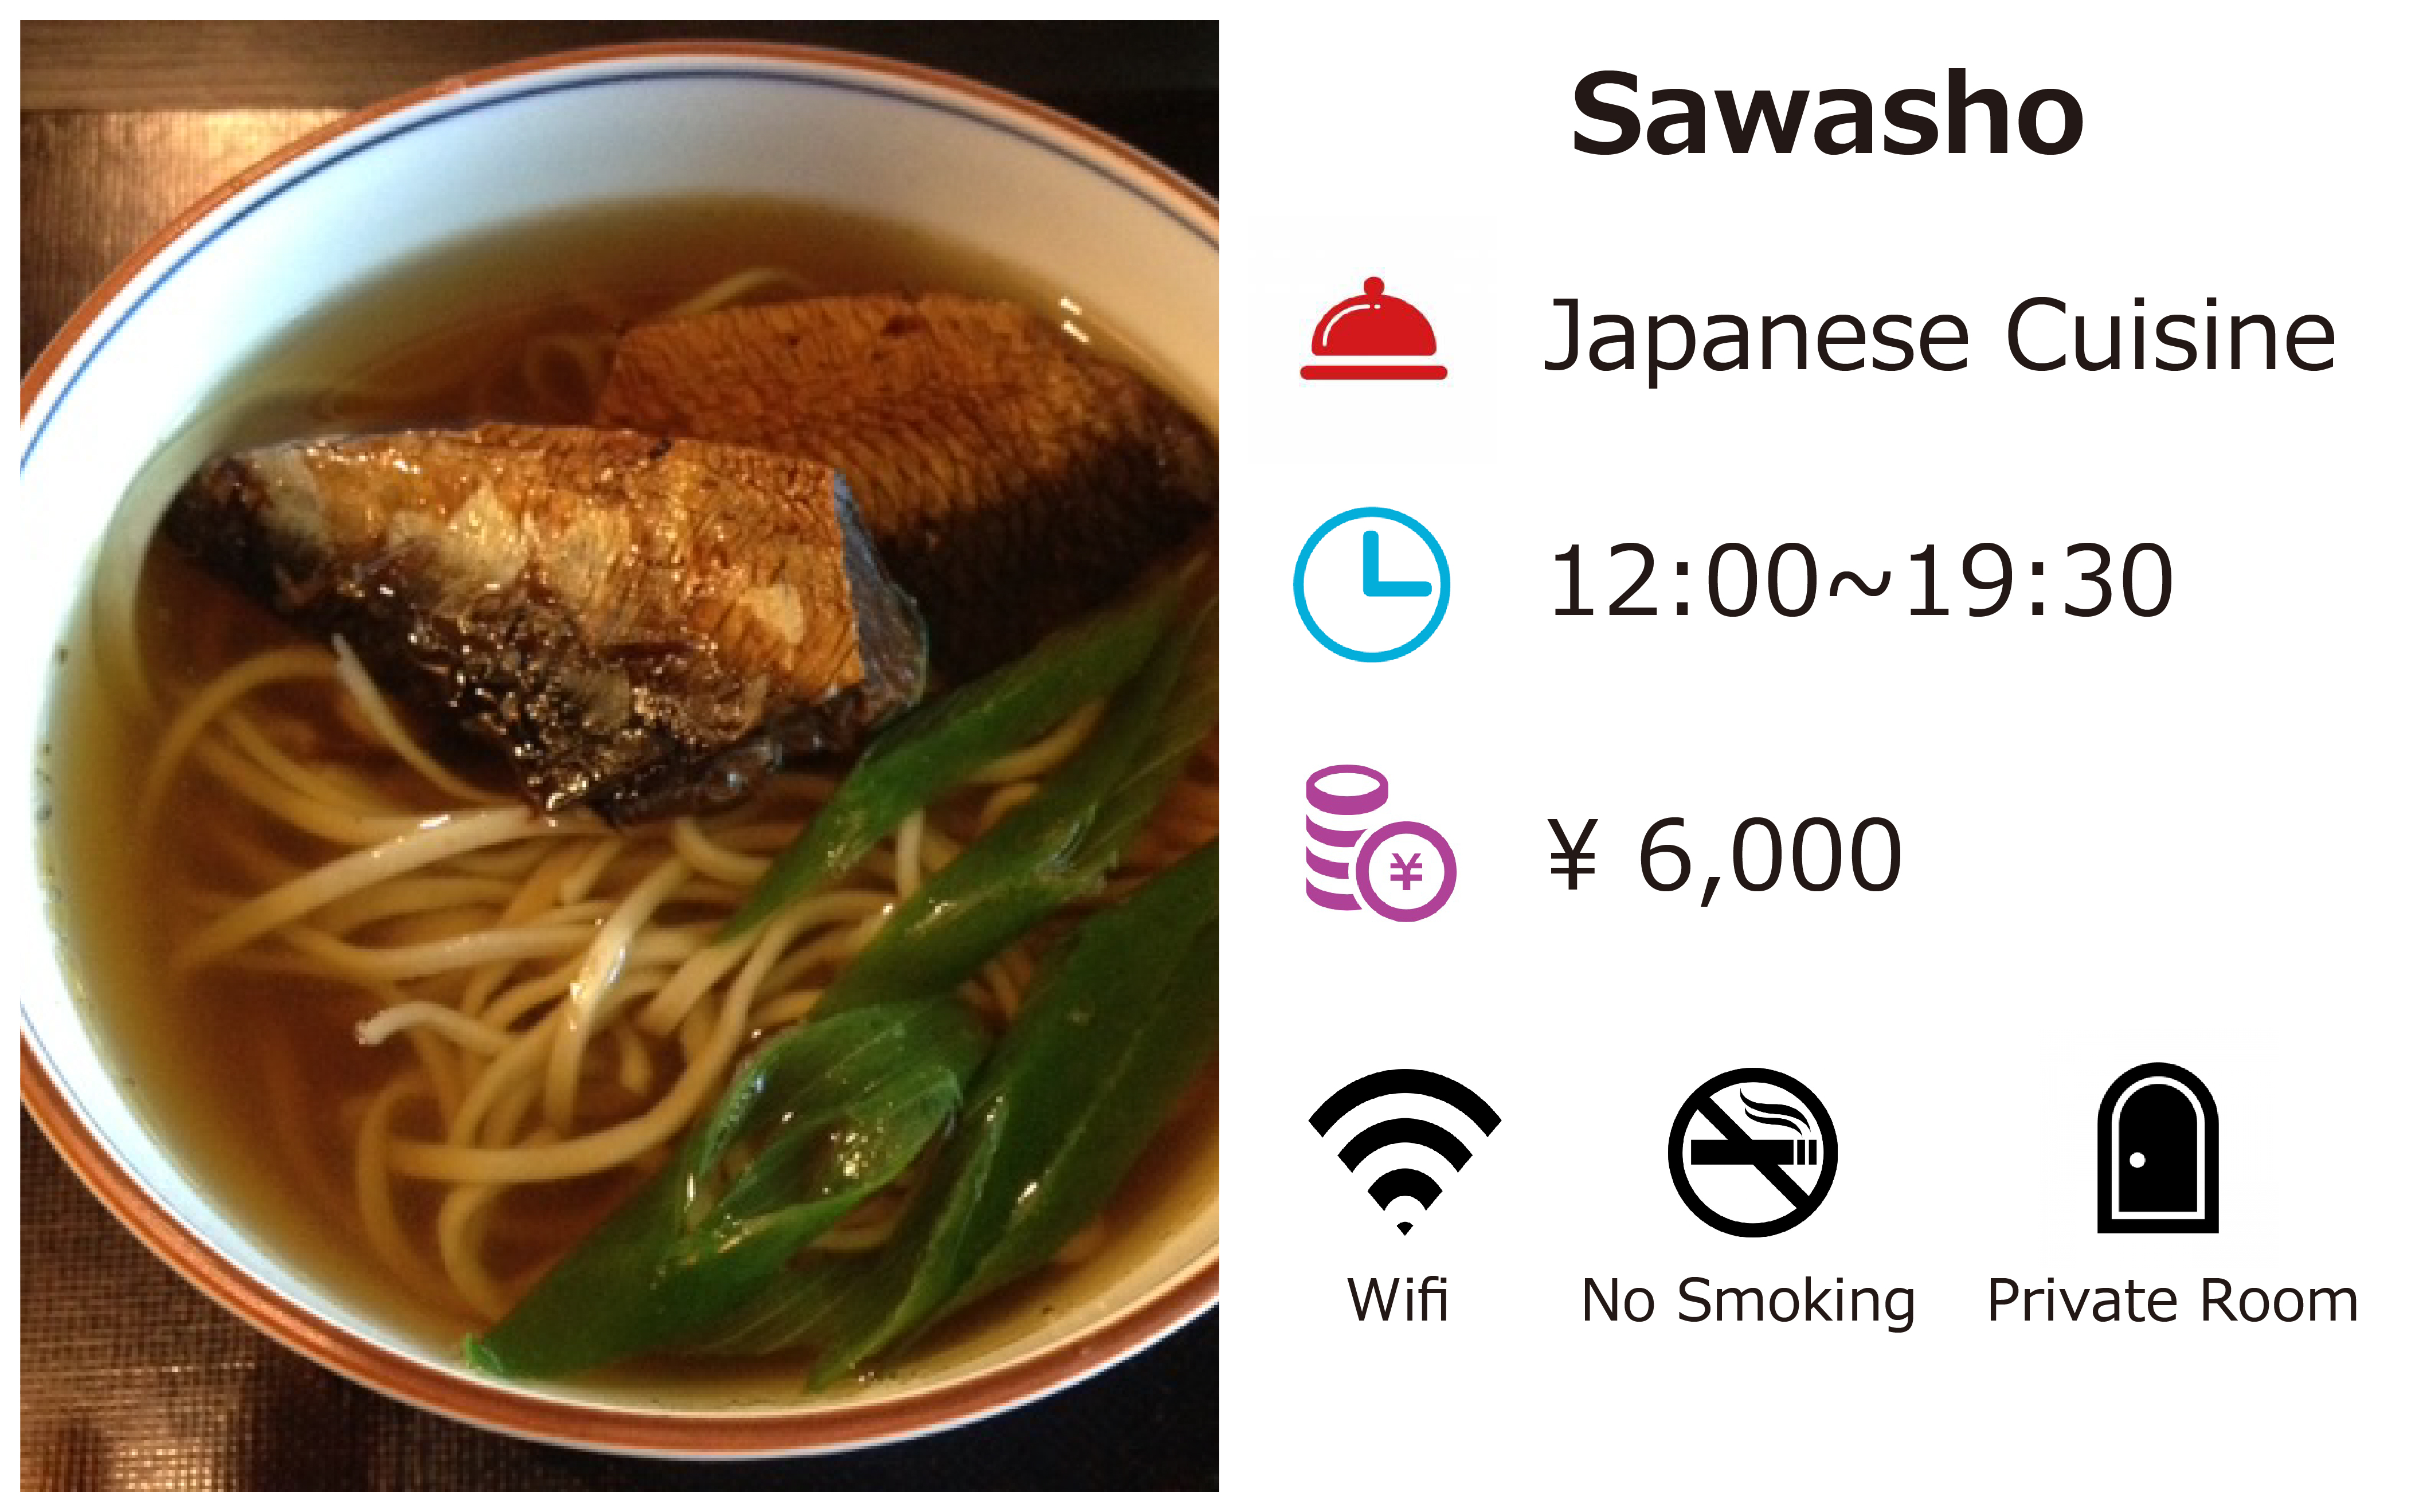 Sawasho
Japanese Cuisine
12:00~19:30
¥
¥ 6,000
Wifi
No Smoking
Private Room